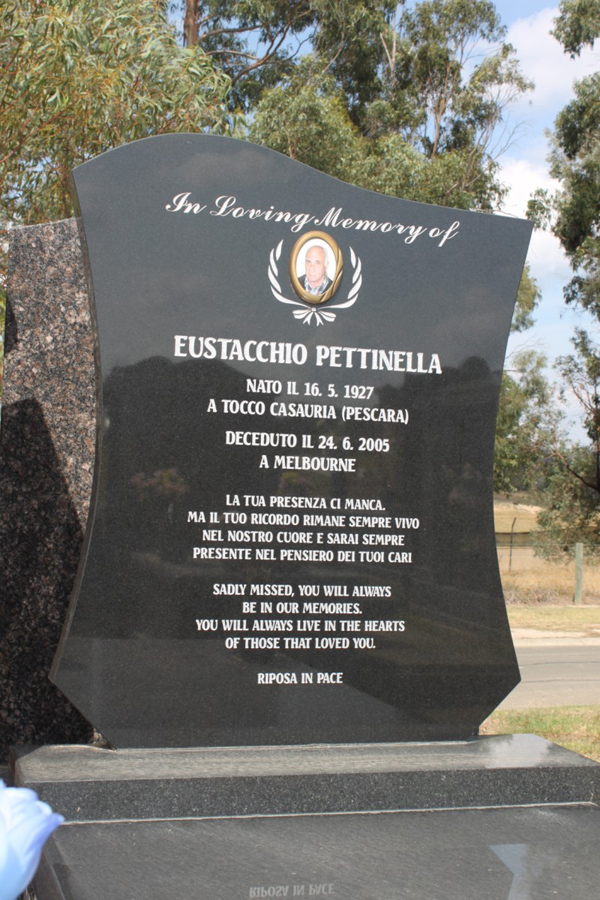 In Loving Memory of
EUSTACCHIO PETTINELLA
NATO IL 16. 5. 1927
A TOCCO CASAURIA (PESCARA)
DECEDUTO IL 24. 6. 2005
A MELBOURNE
LA TUA PRESENZA CI MANCA.
MA IL TUO RICORDO RIMANE SEMPRE VIVO
NEL NOSTRO CUORE E SARAI SEMPRE
PRESENTE NEL PENSIERO DEI TUOI CARI
SADLY MISSED, YOU WILL ALWAYS
BE IN OUR MEMORIES.
YOU WILL ALWAYS LIVE IN THE HEARTS
OF THOSE THAT LOVED YOU.
RIPOSA IN PACE